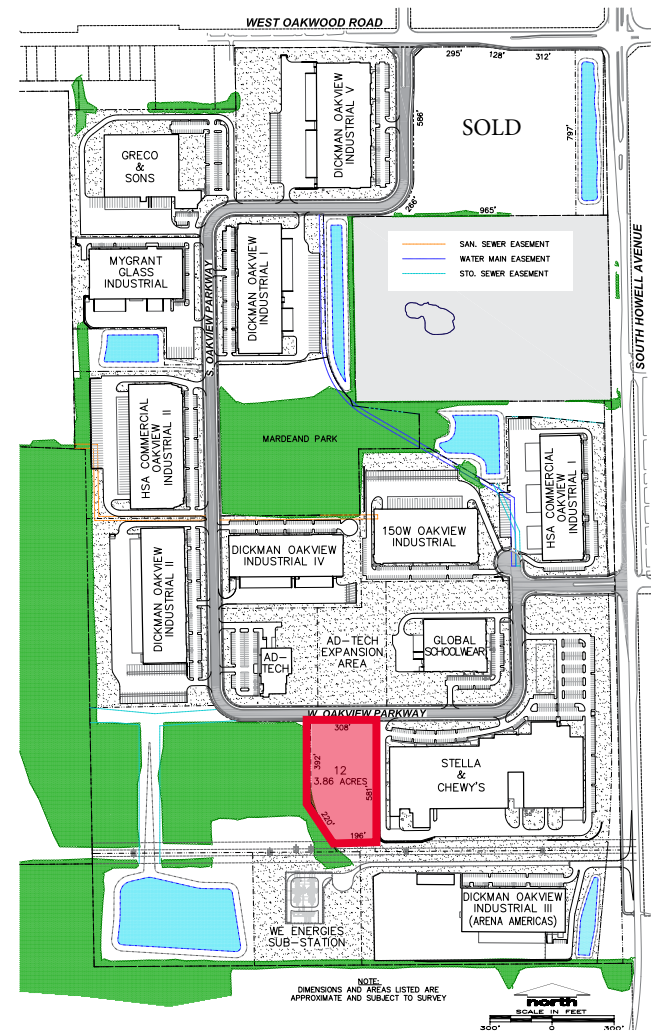 WEST OAKWOOD ROAD
295'
128'
312'
DICKMAN OAKVIEW
INDUSTRIAL V
586'
SOLD
797'
GRECO
&
SONS
266'
965'
SOUTH HOWELL AVENUE
MYGRANT
GLASS
INDUSTRIAL
S. OAKVIEW PARKWAY
DICKMAN OAKVIEW
INDUSTRIAL I
SAN. SEWER EASEMENT
WATER MAIN EASEMENT
STO. SEWER EASEMENT
HSA COMMERCIAL
OAKVIEW
INDUSTRIAL II
MARDEAND PARK
HSA COMMERCIAL
OAKVIEW
INDUSTRIAL I
150W OAKVIEW
INDUSTRIAL
DICKMAN OAKVIEW
INDUSTRIAL IV
DICKMAN OAKVIEW
INDUSTRIAL II
AD-TECH
EXPANSION
AREA
GLOBAL
SCHOOLWEAR
AD-
TECH
W. OAKVIEW PARKWAY
308'
392'
12
3.86 ACRES
581'
220'
196'
STELLA
&
CHEWY'S
DICKMAN OAKVIEW
INDUSTRIAL III
(ARENA AMERICAS)
WE ENERGIES
SUB-STATION
NOTE:
DIMENSIONS AND AREAS LISTED ARE
APPROXIMATE AND SUBJECT TO SURVEY
north
SCALE IN FEET
300'
0
300'